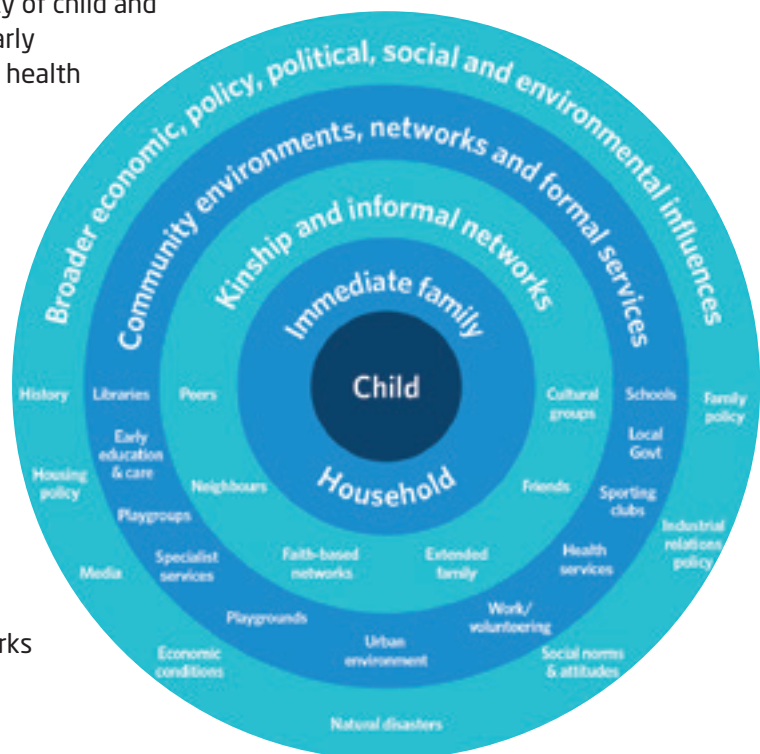 ty of child and
arly
health
Broader economic, policy, political, social and environmental influences
Community environments, networks and formal services
Kinship and informal networks
Immediate family
Child
Household
History
Libraries
Peers
Cultural
groups
Schools
Family
policy
Early
education
& care
Local
Govt
Housing
policy
Neighbours
Friends
Sporting
clubs
Playgroups
Industrial
relations
policy
Media
Specialist
services
Faith-based
networks
Extended
family
Health
services
Playgrounds
Work/
volunteering
Urban
environment
rks
Economic
conditions
Social norms
& attitudes
Natural disasters